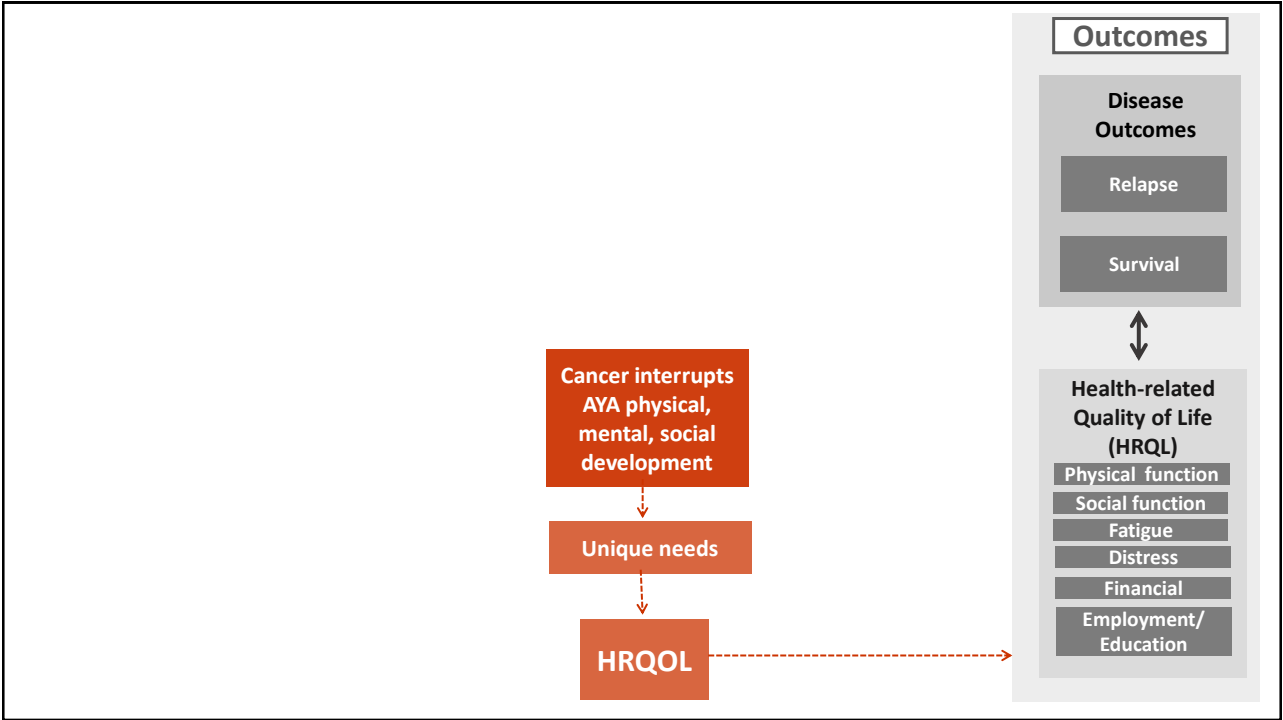 Outcomes
Disease
Outcomes
Relapse
Survival
Cancer interrupts
AYA physical,
mental, social
development
Unique needs
HRQOL
Health-related
Quality of Life
(HRQL)
Physical function
Social function
Fatigue
Distress
Financial
Employment/
Education